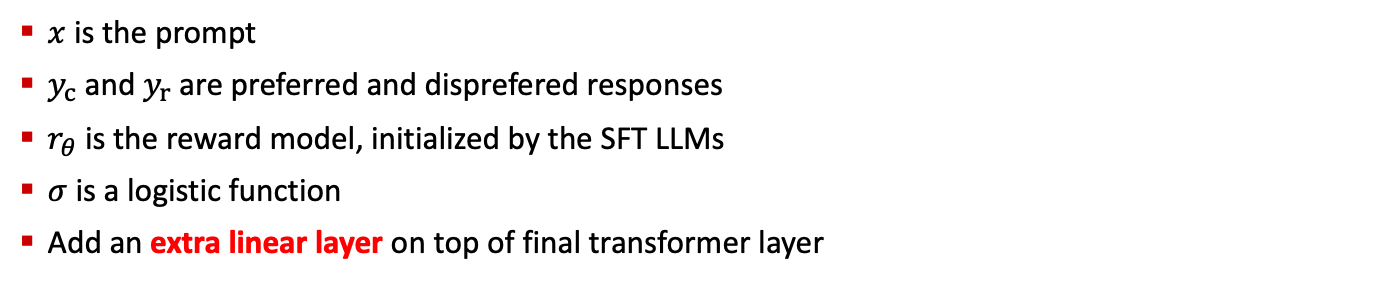 ▪ x is the prompt
▪ y_c and y_r are preferred and disprefered responses
▪ r_θ is the reward model, initialized by the SFT LLMs
▪ σ is a logistic function
▪ Add an extra linear layer on top of final transformer layer